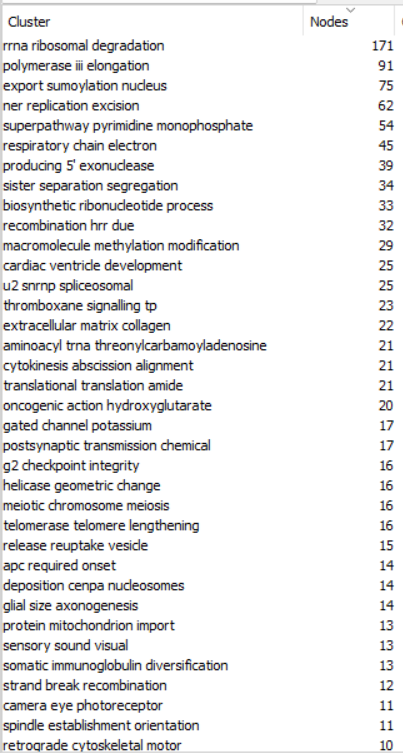 Cluster Nodes
rrna ribosomal degradation 171
polymerase iii elongation 91
export sumoylation nucleus 75
ner replication excision 62
superpathway pyrimidine monophosphate 54
respiratory chain electron 45
producing 5' exonuclease 39
sister separation segregation 34
biosynthetic ribonucleotide process 33
recombination hrr due 32
macromolecule methylation modification 29
cardiac ventricle development 25
u2 snrnp spliceosomal 25
thromboxane signalling tp 23
extracellular matrix collagen 22
aminoacyl trna threonylcarbamoyladenosine 21
cytokinesis abscission alignment 21
translational translation amide 21
oncogenic action hydroxyglutarate 20
gated channel potassium 17
postsynaptic transmission chemical 17
g2 checkpoint integrity 16
helicase geometric change 16
meiotic chromosome meiosis 16
telomerase telomere lengthening 16
release reuptake vesicle 15
apc required onset 14
deposition cenpa nucleosomes 14
glial size axonogenesis 14
protein mitochondrion import 13
sensory sound visual 13
somatic immunoglobulin diversification 13
strand break recombination 12
camera eye photoreceptor 11
spindle establishment orientation 11
retrograde cytoskeletal motor 10